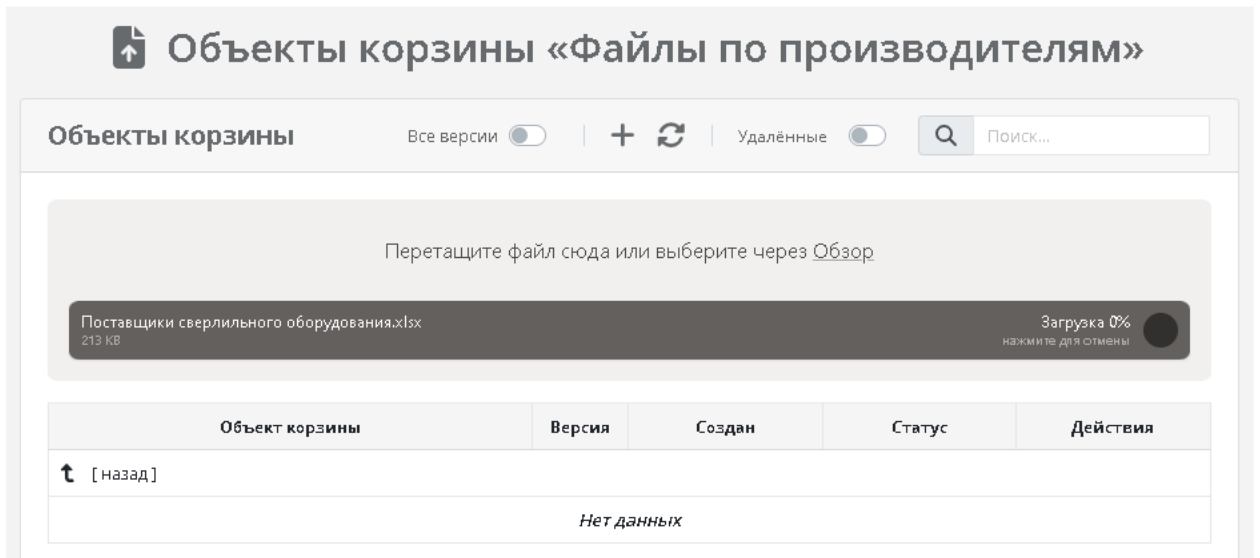 Объекты корзины «Файлы по производителям»
Объекты корзины Все версии Удалённые Поиск...
Перетащите файл сюда или выберите через Обзор
Поставщики сверлильного оборудования.xlsx Загрузка 0%
213 KB нажмите для отмены
Объект корзины Версия Создан Статус Действия
[ назад ]
Нет данных